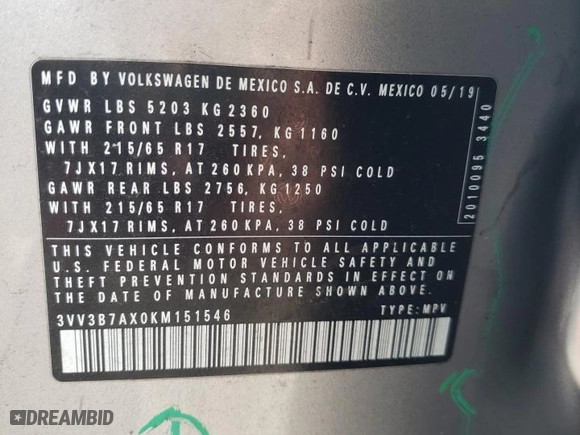 MFD. BY VOLKSWAGEN DE MEXICO S.A. DE C.V. MEXICO 05/19
GVWR LBS 5203 KG 2360
GAWR FRONT LBS 2557, KG 1160
WITH 215/65 R17 TIRES,
7JX17 RIMS, AT 260 KPA, 38 PSI COLD
GAWR REAR LBS 2756, KG 1250
WITH 215/65 R17 TIRES,
7JX17 RIMS, AT 260 KPA, 38 PSI COLD
THIS VEHICLE CONFORMS TO ALL APPLICABLE
U.S. FEDERAL MOTOR VEHICLE SAFETY AND
THEFT PREVENTION STANDARDS IN EFFECT ON
THE DATE OF MANUFACTURE SHOWN ABOVE.
3VV3B7AX0KM151546 TYPE: MPV
2010095 3440
DREAMBID